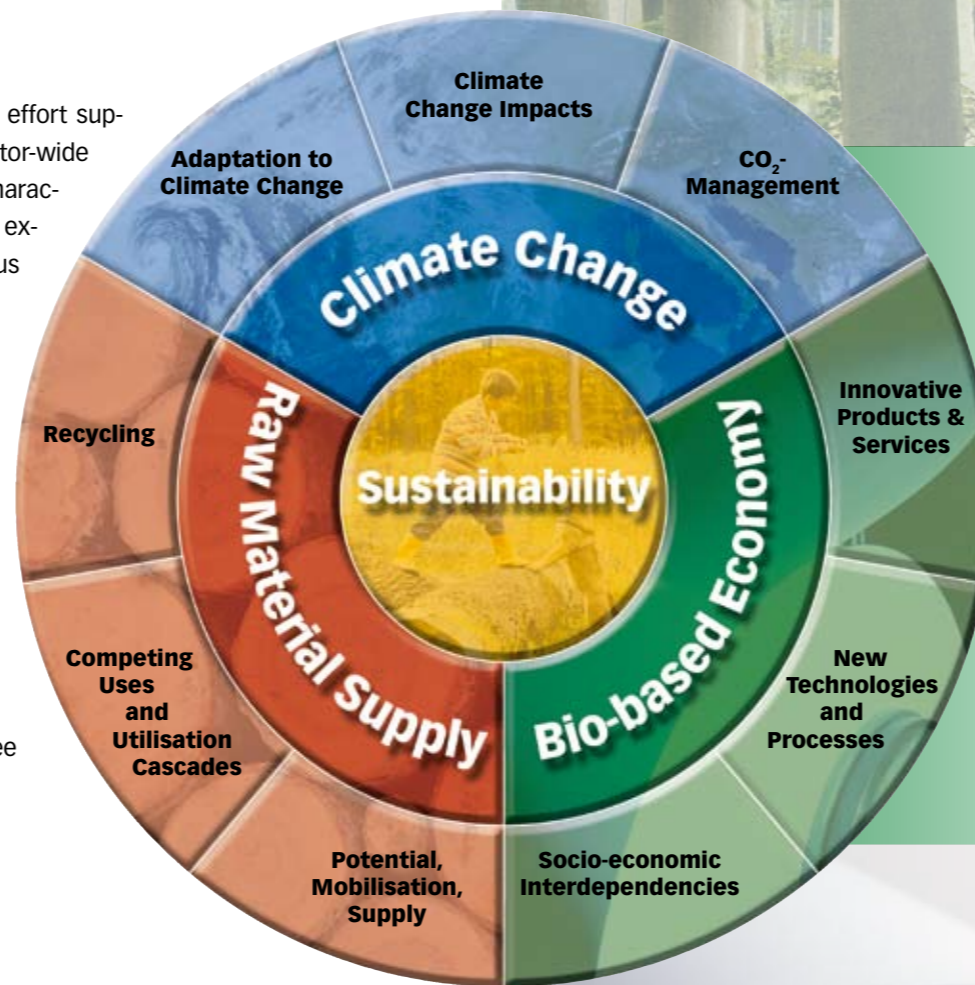 effort sup-
tor-wide
harac-
ex-
us
ee
Climate
Change Impacts
Adaptation to
Climate Change
CO₂-
Management
Climate Change
Recycling
Raw Material Supply
Sustainability
Bio-based Economy
Innovative
Products &
Services
Competing
Uses
and
Utilisation
Cascades
New
Technologies
and
Processes
Potential,
Mobilisation,
Supply
Socio-economic
Interdependencies